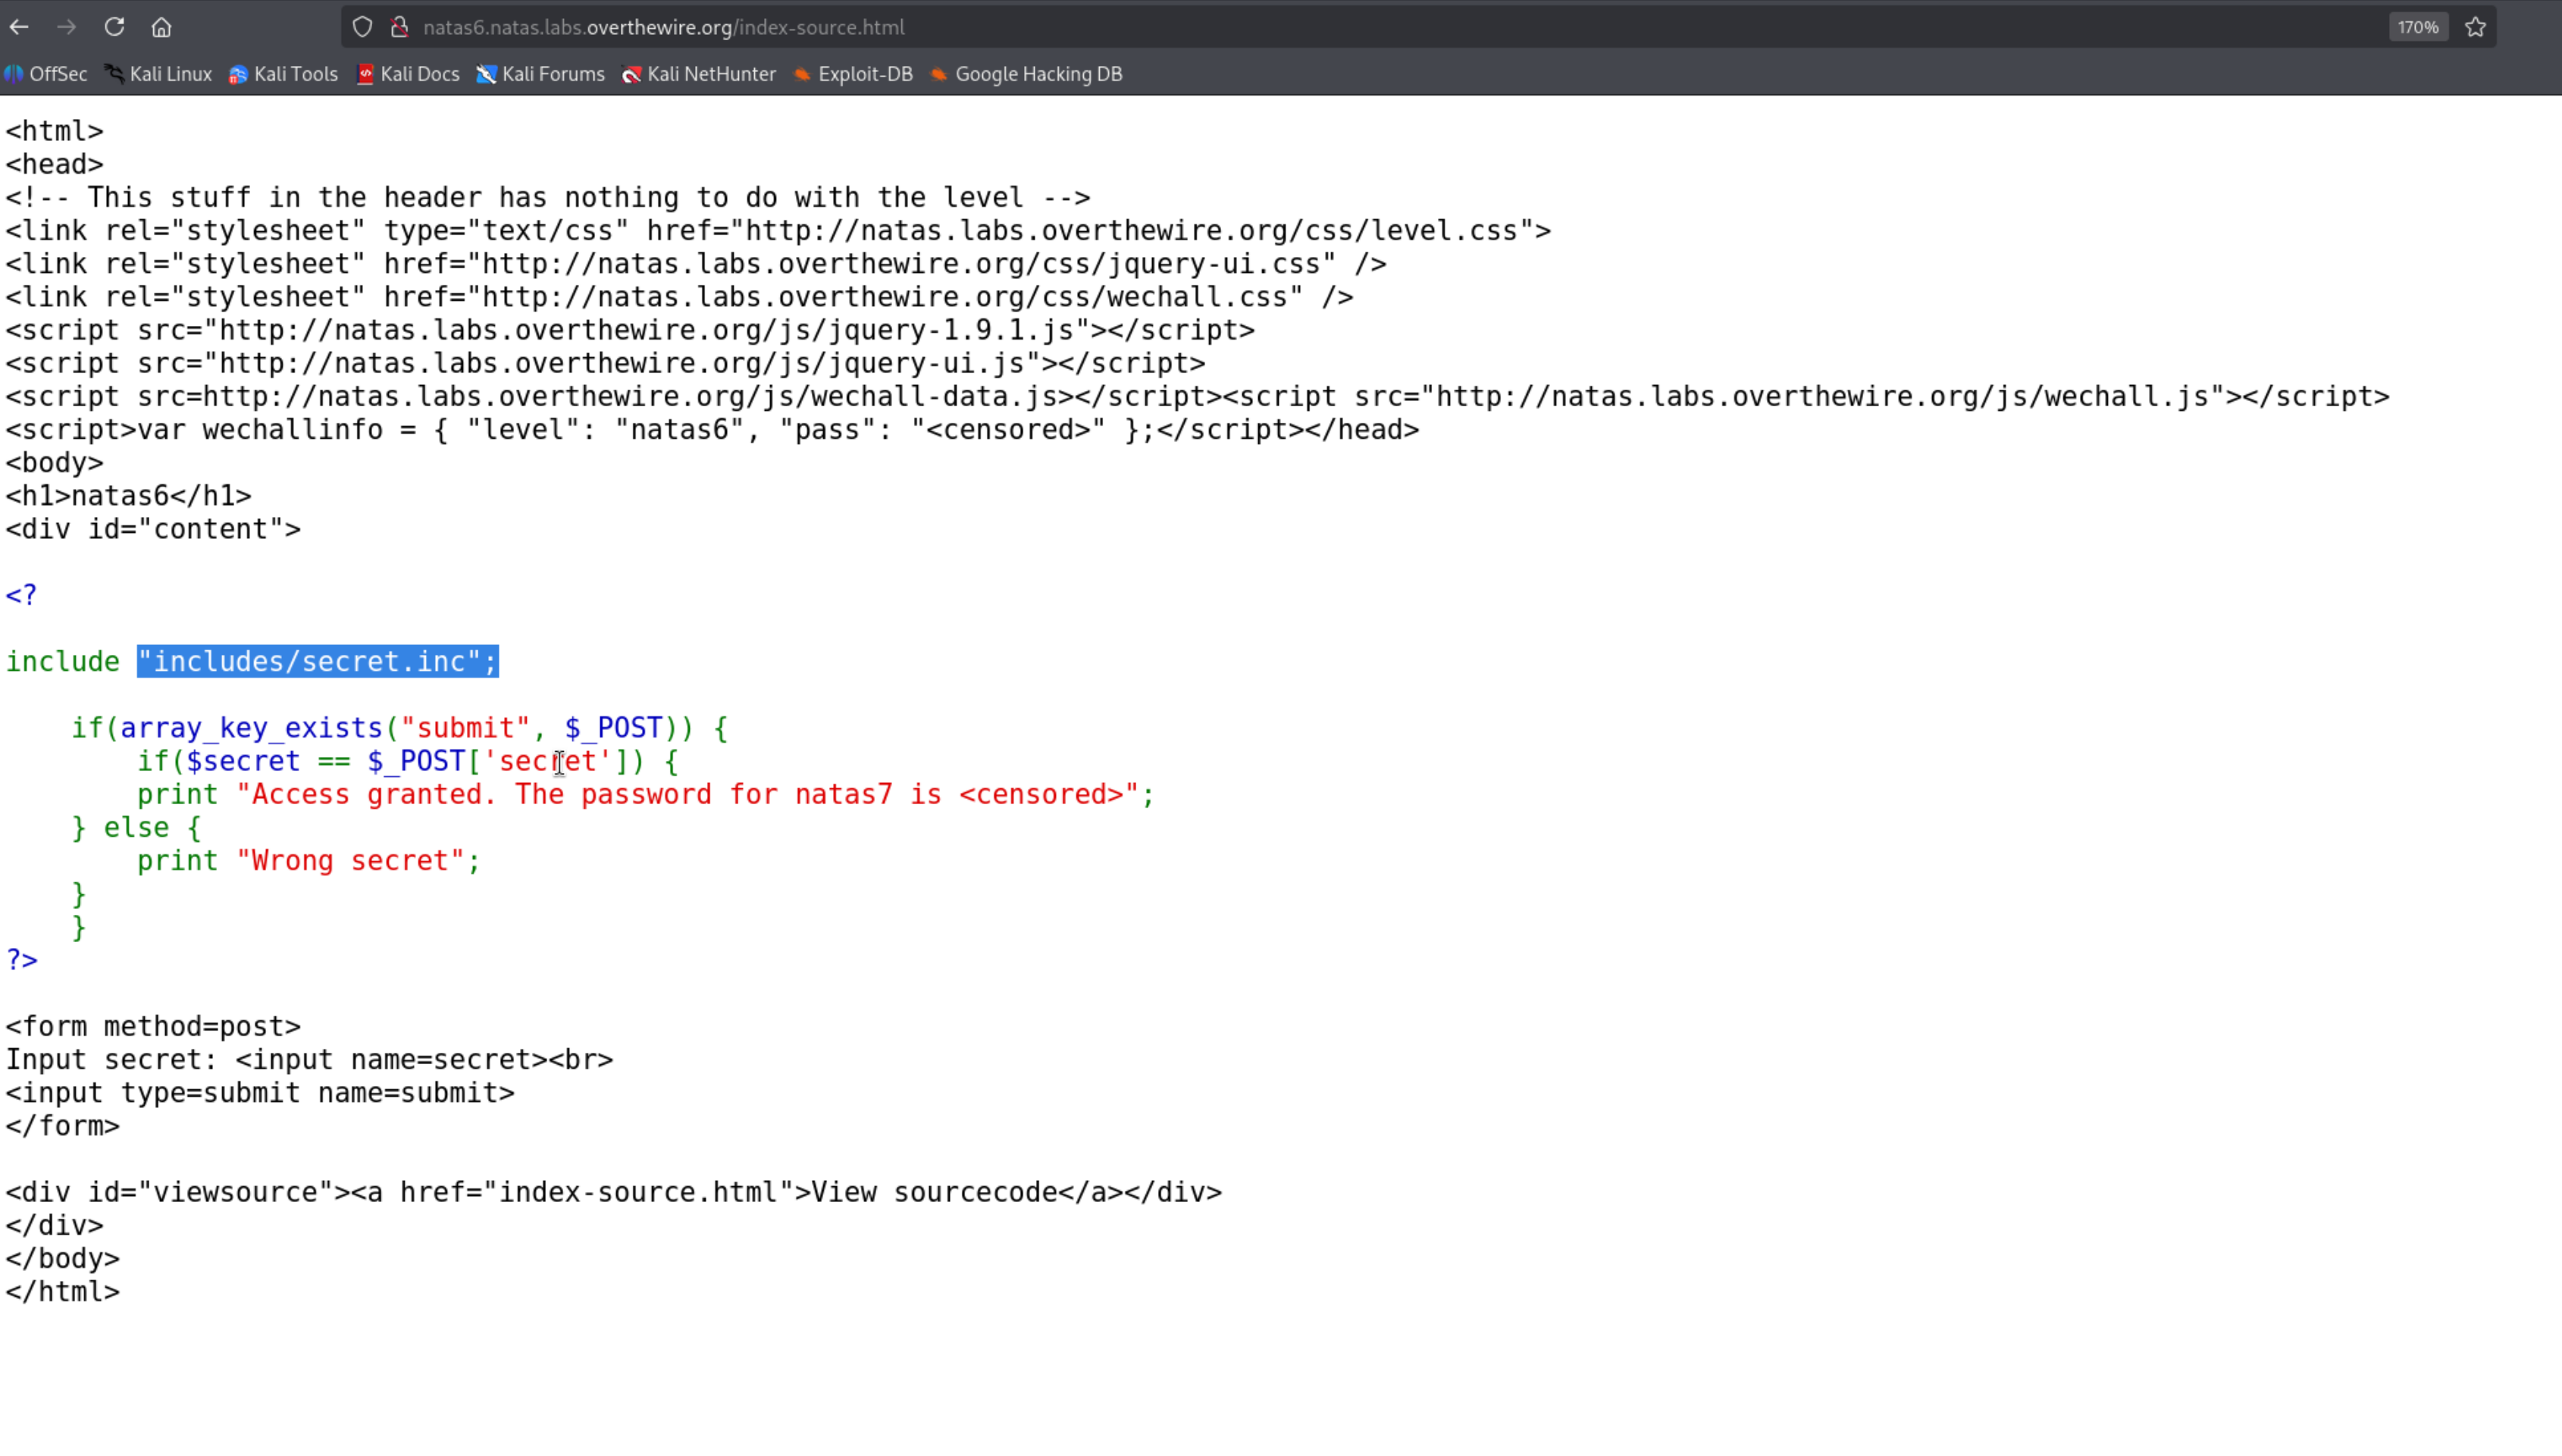 natas6.natas.labs.overthewire.org/index-source.html 170%
OffSec Kali Linux Kali Tools Kali Docs Kali Forums Kali NetHunter Exploit-DB Google Hacking DB
<html>
<head>
<!-- This stuff in the header has nothing to do with the level -->
<link rel="stylesheet" type="text/css" href="http://natas.labs.overthewire.org/css/level.css">
<link rel="stylesheet" href="http://natas.labs.overthewire.org/css/jquery-ui.css" />
<link rel="stylesheet" href="http://natas.labs.overthewire.org/css/wechall.css" />
<script src="http://natas.labs.overthewire.org/js/jquery-1.9.1.js"></script>
<script src="http://natas.labs.overthewire.org/js/jquery-ui.js"></script>
<script src=http://natas.labs.overthewire.org/js/wechall-data.js></script><script src="http://natas.labs.overthewire.org/js/wechall.js"></script>
<script>var wechallinfo = { "level": "natas6", "pass": "<censored>" };</script></head>
<body>
<h1>natas6</h1>
<div id="content">
<?
include "includes/secret.inc";
if(array_key_exists("submit", $_POST)) {
if($secret == $_POST['secret']) {
print "Access granted. The password for natas7 is <censored>";
} else {
print "Wrong secret";
}
}
?>
<form method=post>
Input secret: <input name=secret><br>
<input type=submit name=submit>
</form>
<div id="viewsource"><a href="index-source.html">View sourcecode</a></div>
</div>
</body>
</html>